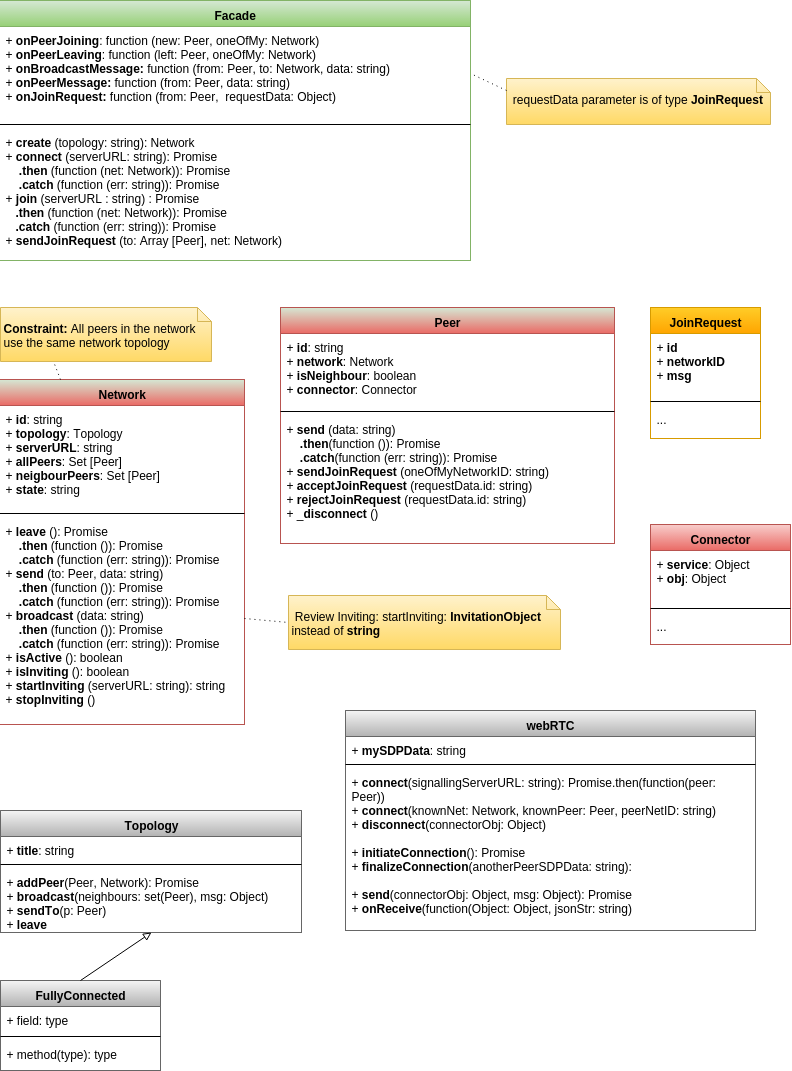 Facade
+ onPeerJoining: function (new: Peer, oneOfMy: Network)
+ onPeerLeaving: function (left: Peer, oneOfMy: Network)
+ onBroadcastMessage: function (from: Peer, to: Network, data: string)
+ onPeerMessage: function (from: Peer, data: string)
+ onJoinRequest: function (from: Peer, requestData: Object)
+ create (topology: string): Network
+ connect (serverURL: string): Promise
.then (function (net: Network)): Promise
.catch (function (err: string)): Promise
+ join (serverURL : string) : Promise
.then (function (net: Network)): Promise
.catch (function (err: string)): Promise
+ sendJoinRequest (to: Array [Peer], net: Network)
requestData parameter is of type JoinRequest
Constraint: All peers in the network
use the same network topology
Network
+ id: string
+ topology: Topology
+ serverURL: string
+ allPeers: Set [Peer]
+ neigbourPeers: Set [Peer]
+ state: string
+ leave (): Promise
.then (function ()): Promise
.catch (function (err: string)): Promise
+ send (to: Peer, data: string)
.then (function ()): Promise
.catch (function (err: string)): Promise
+ broadcast (data: string)
.then (function ()): Promise
.catch (function (err: string)): Promise
+ isActive (): boolean
+ isInviting (): boolean
+ startInviting (serverURL: string): string
+ stopInviting ()
Peer
+ id: string
+ network: Network
+ isNeighbour: boolean
+ connector: Connector
+ send (data: string)
.then(function ()): Promise
.catch(function (err: string)): Promise
+ sendJoinRequest (oneOfMyNetworkID: string)
+ acceptJoinRequest (requestData.id: string)
+ rejectJoinRequest (requestData.id: string)
+ _disconnect ()
JoinRequest
+ id
+ networkID
+ msg
...
Connector
+ service: Object
+ obj: Object
...
Review Inviting: startInviting: InvitationObject
instead of string
webRTC
+ mySDPData: string
+ connect(signallingServerURL: string): Promise.then(function(peer:
Peer))
+ connect(knownNet: Network, knownPeer: Peer, peerNetID: string)
+ disconnect(connectorObj: Object)
+ initiateConnection(): Promise
+ finalizeConnection(anotherPeerSDPData: string):
+ send(connectorObj: Object, msg: Object): Promise
+ onReceive(function(Object: Object, jsonStr: string)
Topology
+ title: string
+ addPeer(Peer, Network): Promise
+ broadcast(neighbours: set(Peer), msg: Object)
+ sendTo(p: Peer)
+ leave
FullyConnected
+ field: type
+ method(type): type